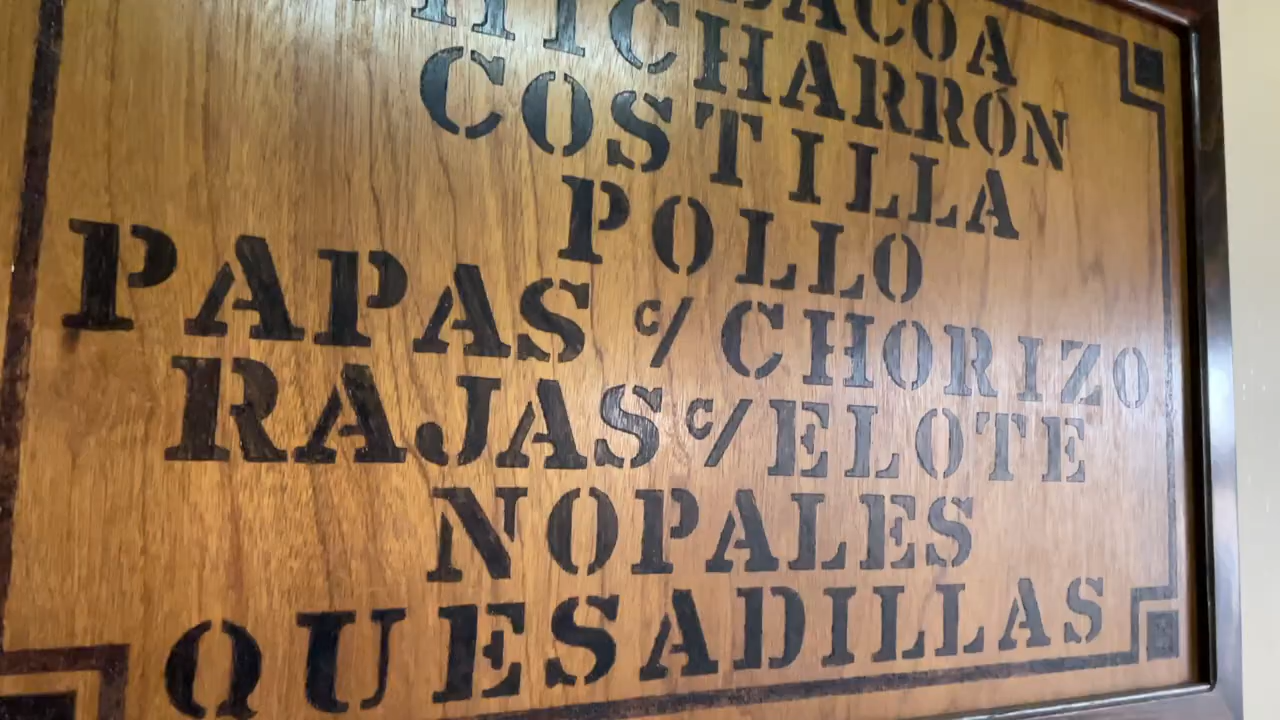 BACOA
CHICHARRÓN
COSTILLA
POLLO
PAPAS c/ CHORIZO
RAJAS c/ ELOTE
NOPALES
QUESADILLAS